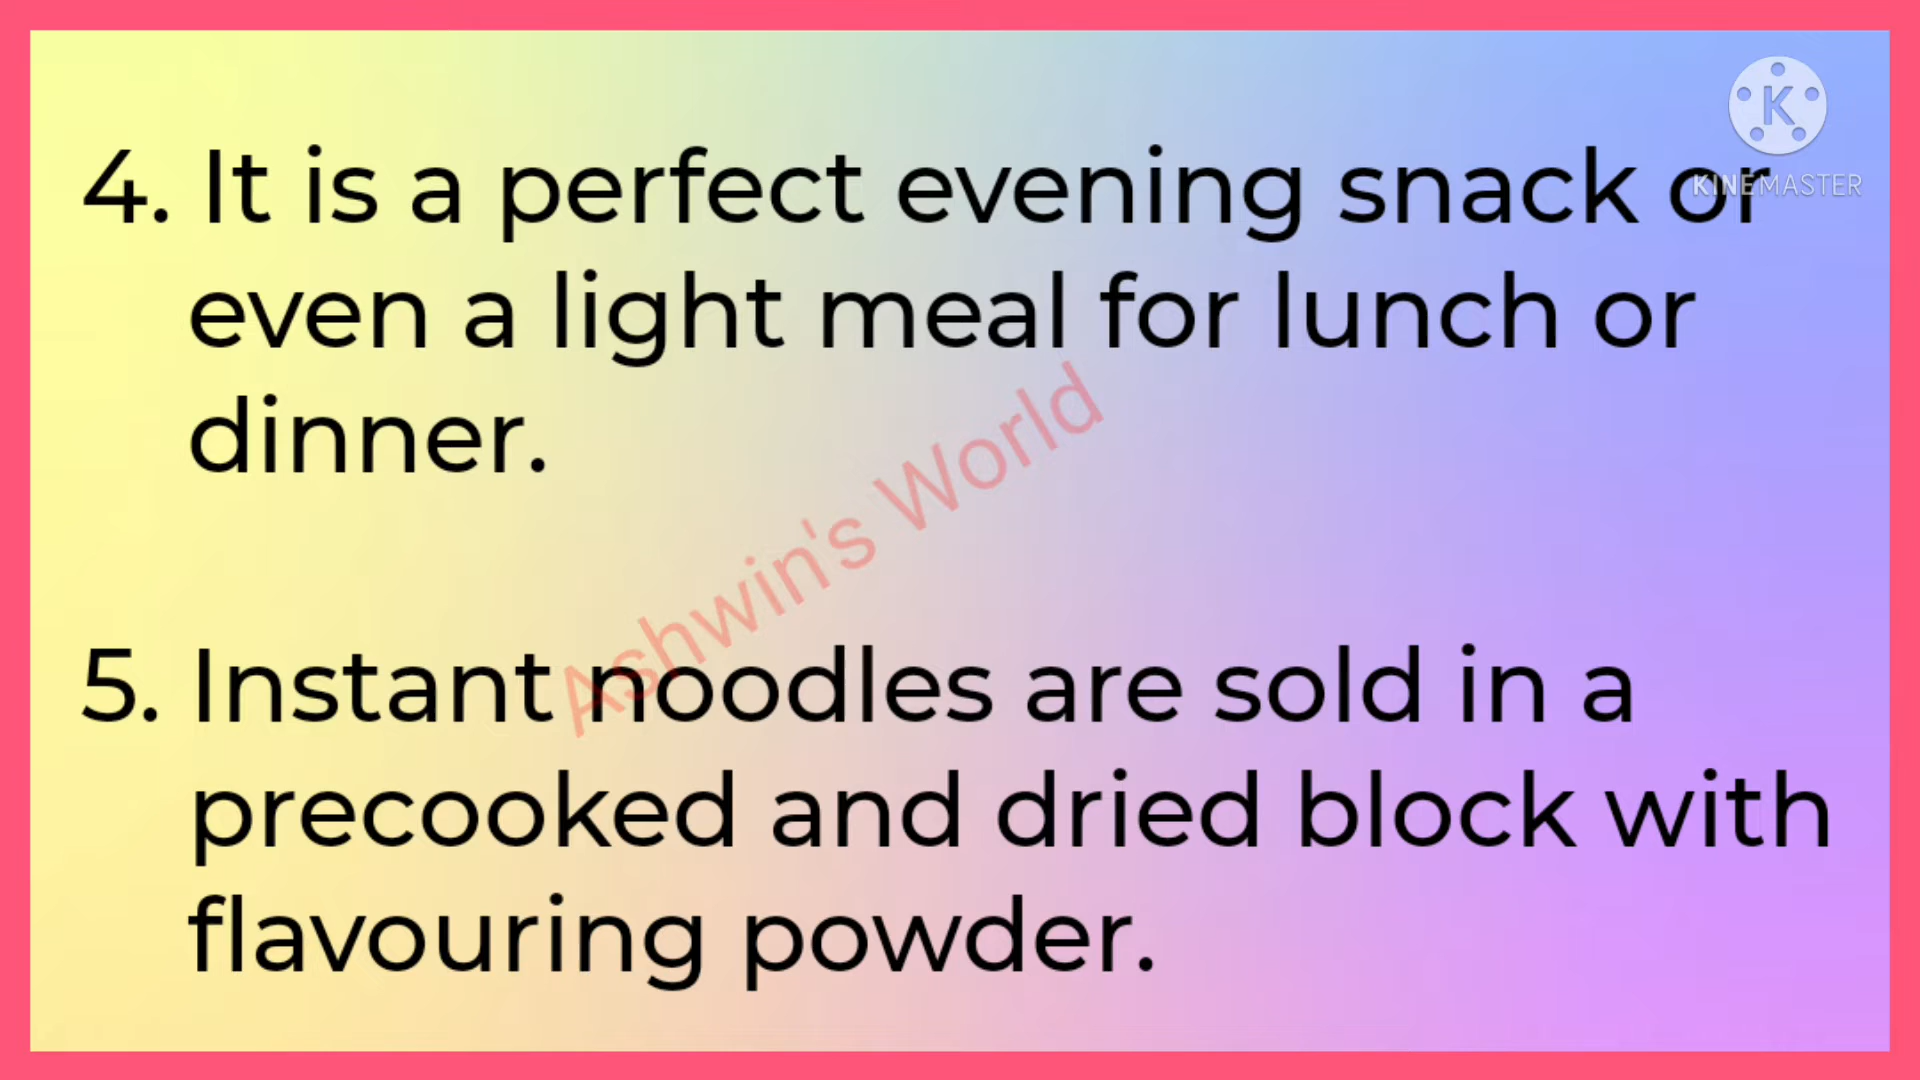 K
KINEMASTER
4. It is a perfect evening snack or
even a light meal for lunch or
dinner.
Ashwin's World
5. Instant noodles are sold in a
precooked and dried block with
flavouring powder.